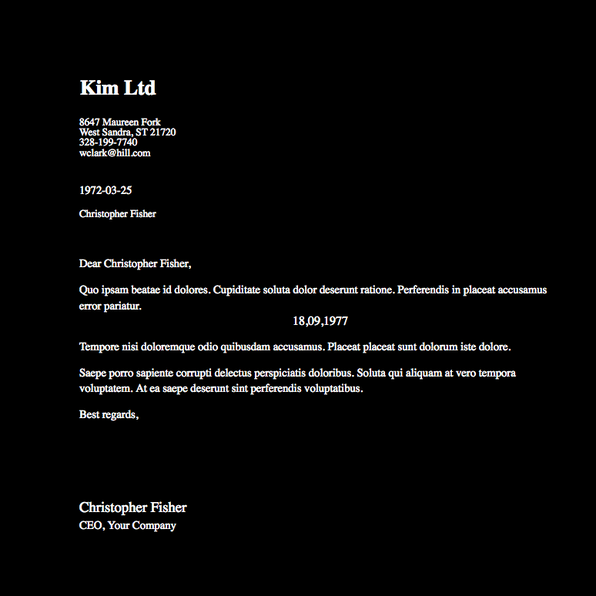 Kim Ltd
8647 Maureen Fork
West Sandra, ST 21720
328-199-7740
wclark@hill.com
1972-03-25
Christopher Fisher
Dear Christopher Fisher,
Quo ipsam beatae id dolores. Cupiditate soluta dolor deserunt ratione. Perferendis in placeat accusamus
error pariatur.
18,09,1977
Tempore nisi doloremque odio quibusdam accusamus. Placeat placeat sunt dolorum iste dolore.
Saepe porro sapiente corrupti delectus perspiciatis doloribus. Soluta qui aliquam at vero tempora
voluptatem. At ea saepe deserunt sint perferendis voluptatibus.
Best regards,
Christopher Fisher
CEO, Your Company